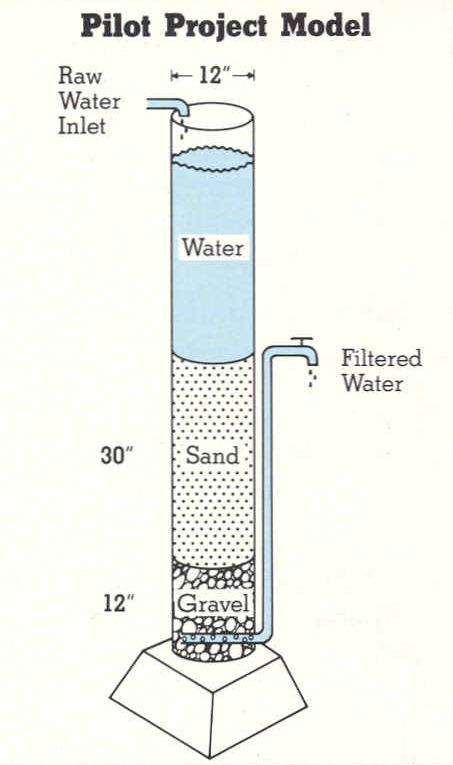 Pilot Project Model
Raw
Water
Inlet
12"
Water
Filtered
Water
30"
Sand
12"
Gravel